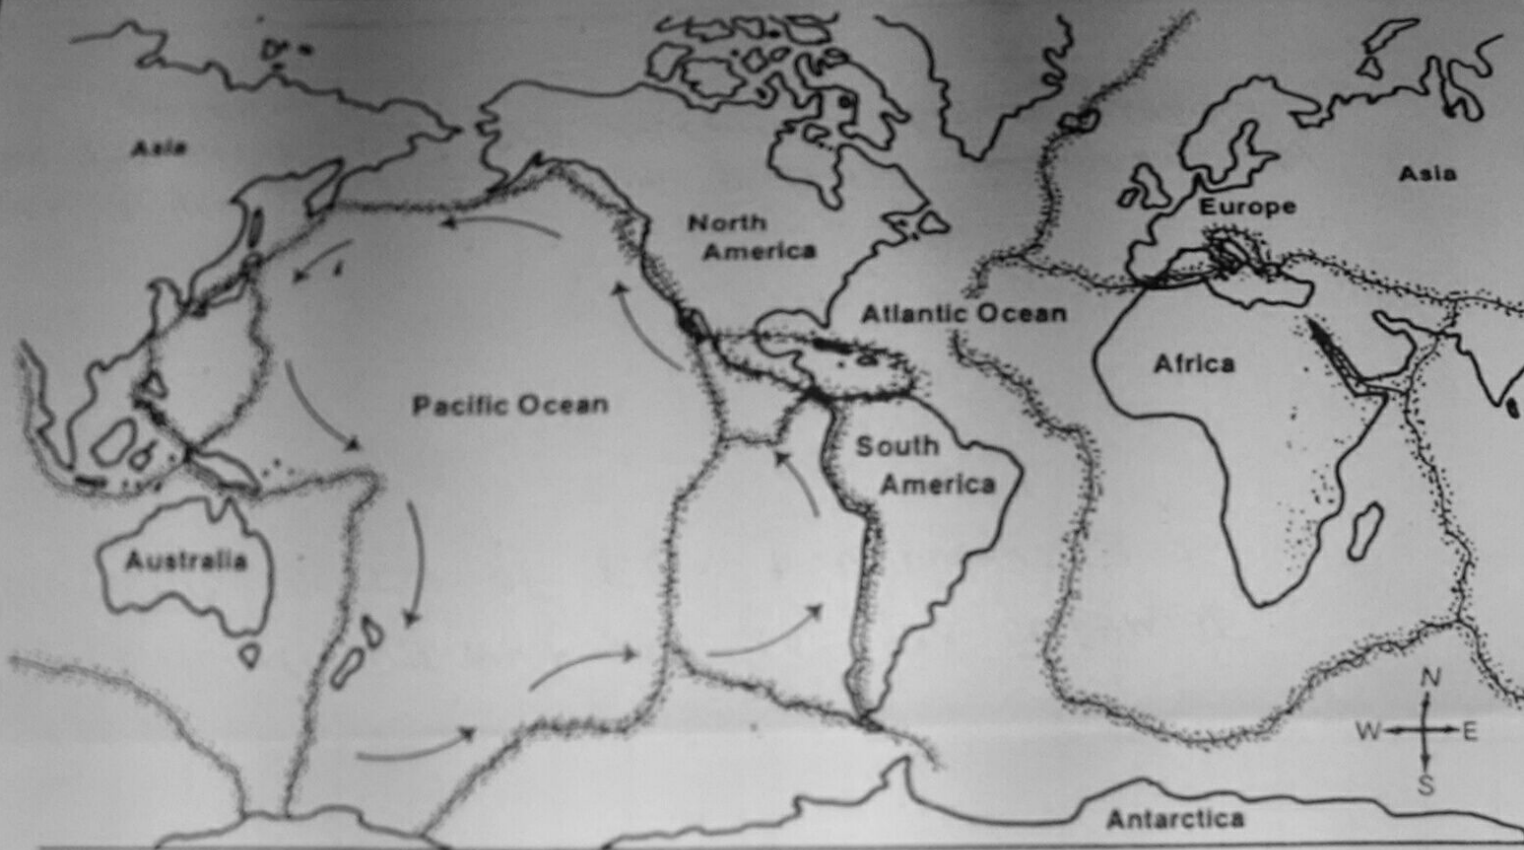 Asia
Asia
Europe
North
America
Atlantic Ocean
Africa
Pacific Ocean
South
America
Australia
N
W E
S
Antarctica